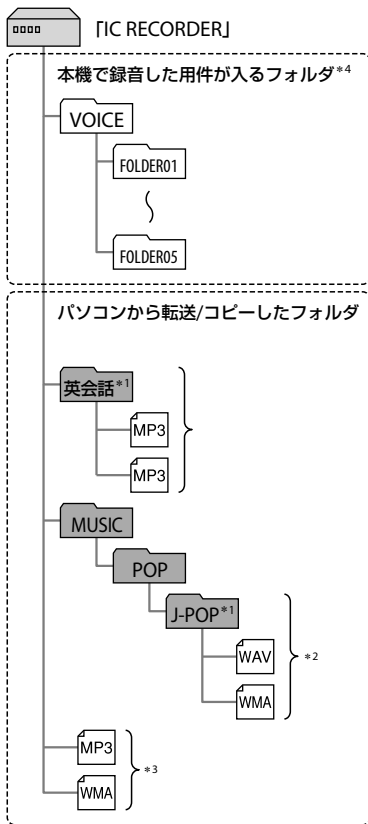 「IC RECORDER」
本機で録音した用件が入るフォルダ*4
VOICE
FOLDER01
FOLDER05
パソコンから転送/コピーしたフォルダ
英会話*1
MP3
MP3
MUSIC
POP
J-POP*1
WAV
*2
WMA
MP3
*3
WMA